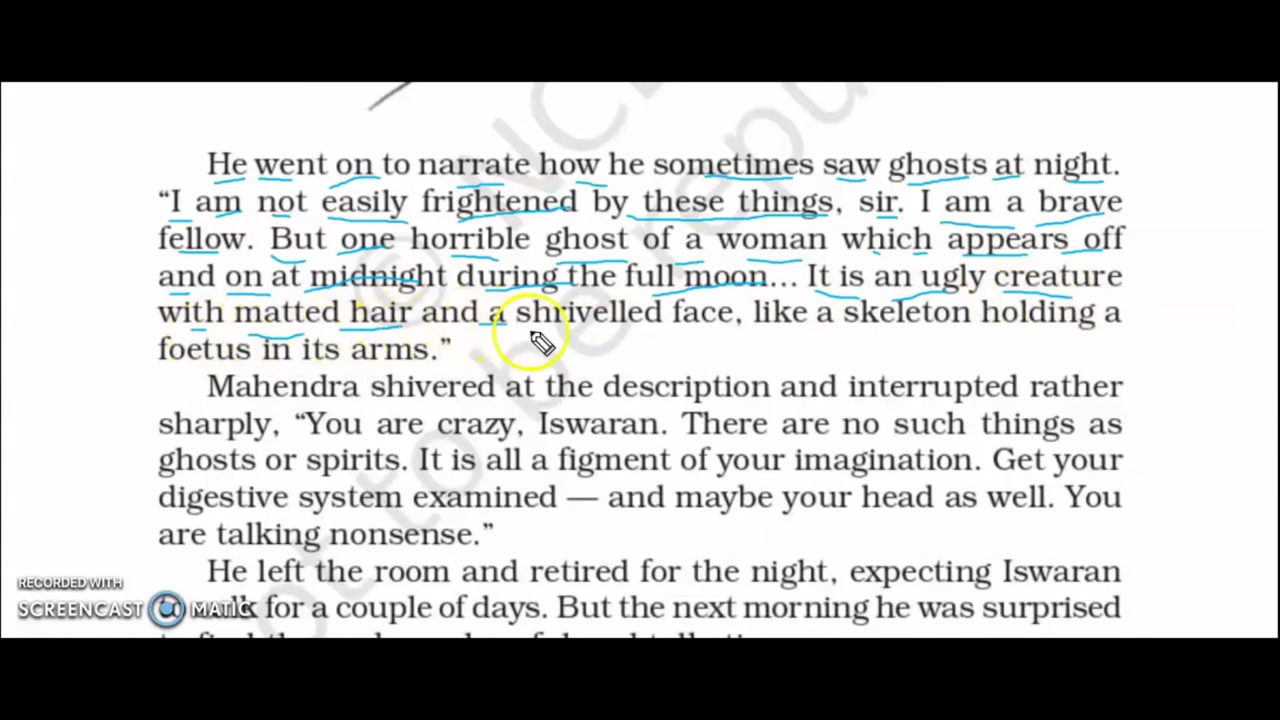 He went on to narrate how he sometimes saw ghosts at night.
“I am not easily frightened by these things, sir. I am a brave
fellow. But one horrible ghost of a woman which appears off
and on at midnight during the full moon... It is an ugly creature
with matted hair and a shrivelled face, like a skeleton holding a
foetus in its arms.”
Mahendra shivered at the description and interrupted rather
sharply, “You are crazy, Iswaran. There are no such things as
ghosts or spirits. It is all a figment of your imagination. Get your
digestive system examined — and maybe your head as well. You
are talking nonsense.”
He left the room and retired for the night, expecting Iswaran
for a couple of days. But the next morning he was surprised
RECORDED WITH
SCREENCAST MATIC
not to be repu
© NC